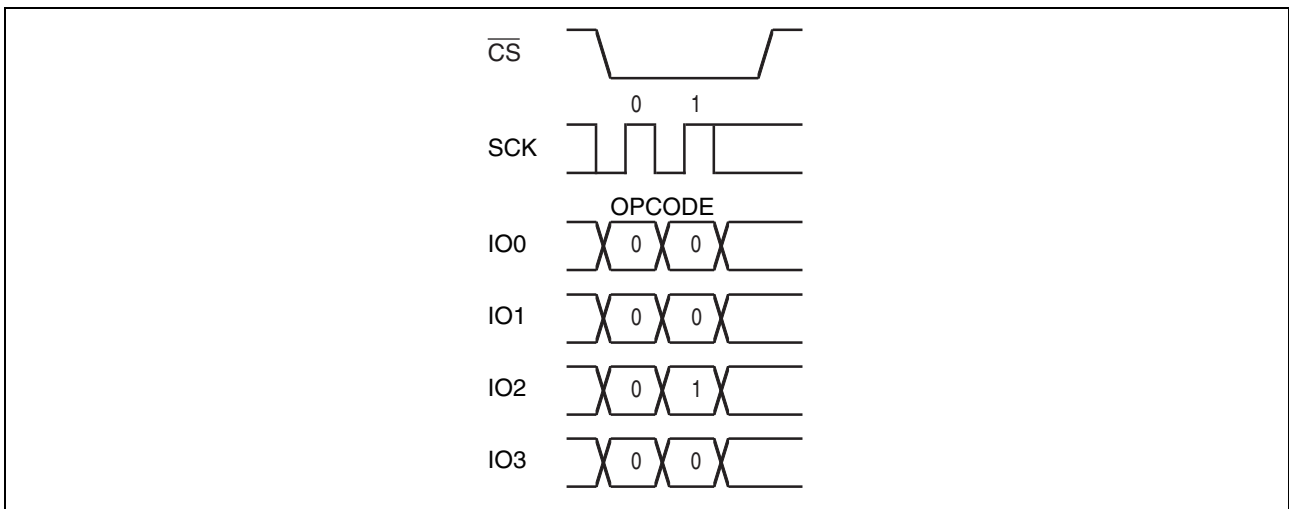 CS
0 1
SCK
OPCODE
IO0 0 0
IO1 0 0
IO2 0 1
IO3 0 0